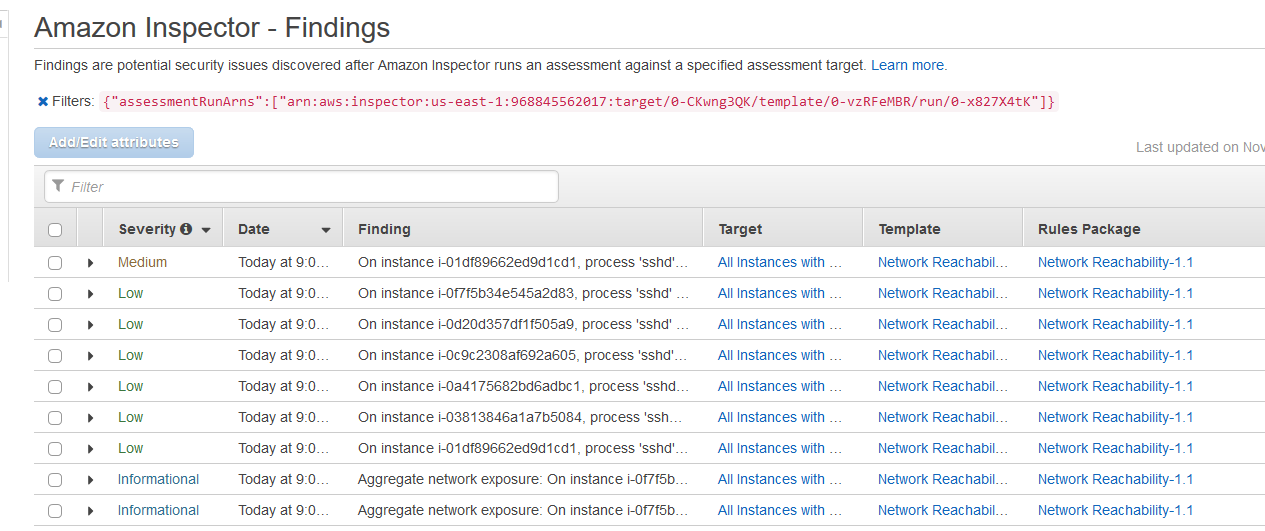 Amazon Inspector - Findings
Findings are potential security issues discovered after Amazon Inspector runs an assessment against a specified assessment target. Learn more.
Filters: {"assessmentRunArns":["arn:aws:inspector:us-east-1:968845562017:target/0-CKwng3QK/template/0-vzRFeMBR/run/0-x827X4tK"]}
Add/Edit attributes
Last updated on Nov
Filter
Severity Date Finding Target Template Rules Package
Medium Today at 9:0... On instance i-01df89662ed9d1cd1, process 'sshd'... All Instances with ... Network Reachabil... Network Reachability-1.1
Low Today at 9:0... On instance i-0f7f5b34e545a2d83, process 'sshd' ... All Instances with ... Network Reachabil... Network Reachability-1.1
Low Today at 9:0... On instance i-0d20d357df1f505a9, process 'sshd'... All Instances with ... Network Reachabil... Network Reachability-1.1
Low Today at 9:0... On instance i-0c9c2308af692a605, process 'sshd'... All Instances with ... Network Reachabil... Network Reachability-1.1
Low Today at 9:0... On instance i-0a4175682bd6adbc1, process 'sshd... All Instances with ... Network Reachabil... Network Reachability-1.1
Low Today at 9:0... On instance i-03813846a1a7b5084, process 'ssh... All Instances with ... Network Reachabil... Network Reachability-1.1
Low Today at 9:0... On instance i-01df89662ed9d1cd1, process 'sshd'... All Instances with ... Network Reachabil... Network Reachability-1.1
Informational Today at 9:0... Aggregate network exposure: On instance i-0f7f5b... All Instances with ... Network Reachabil... Network Reachability-1.1
Informational Today at 9:0... Aggregate network exposure: On instance i-0f7f5b... All Instances with ... Network Reachabil... Network Reachability-1.1